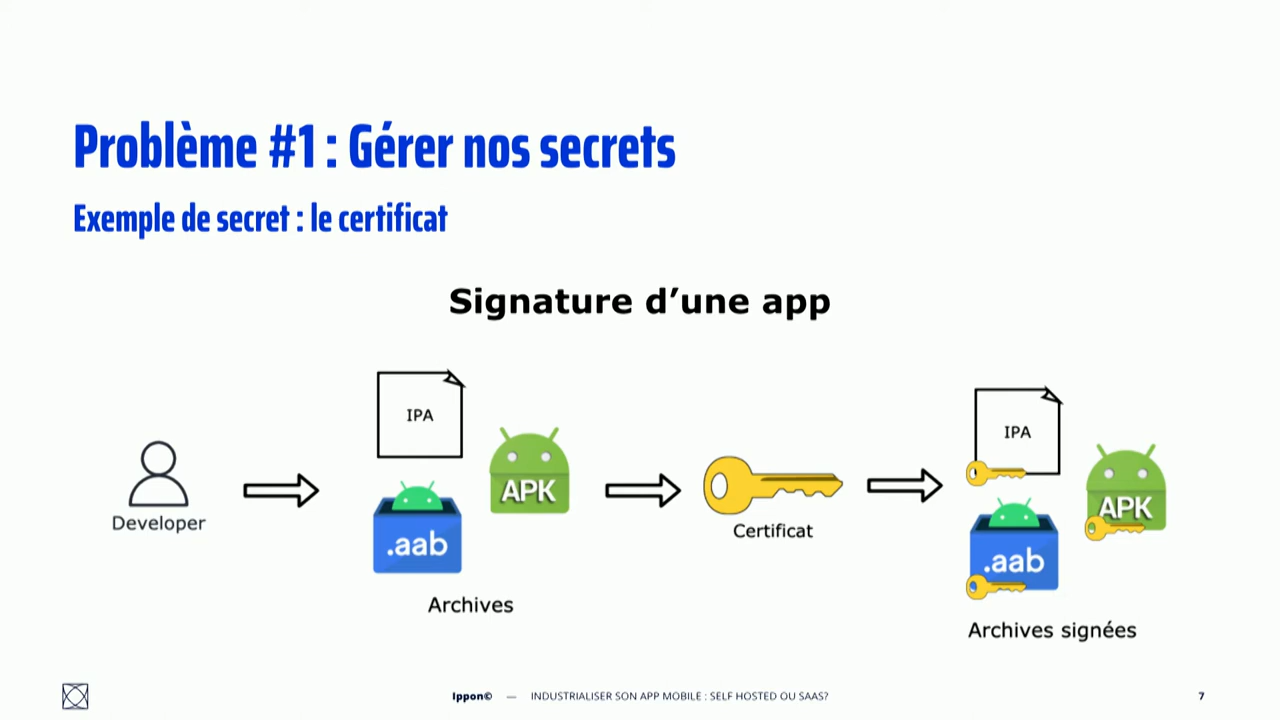 Problème #1 : Gérer nos secrets
Exemple de secret : le certificat
Signature d’une app
IPA
APK
.aab
Developer
Archives
Certificat
IPA
APK
.aab
Archives signées
Ippon© — INDUSTRIALISER SON APP MOBILE : SELF HOSTED OU SAAS? 7